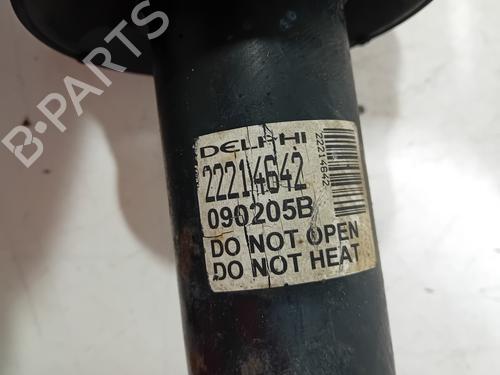 DELPHI
22214642
22214642
090205B
DO NOT OPEN
DO NOT HEAT
B-PARTS